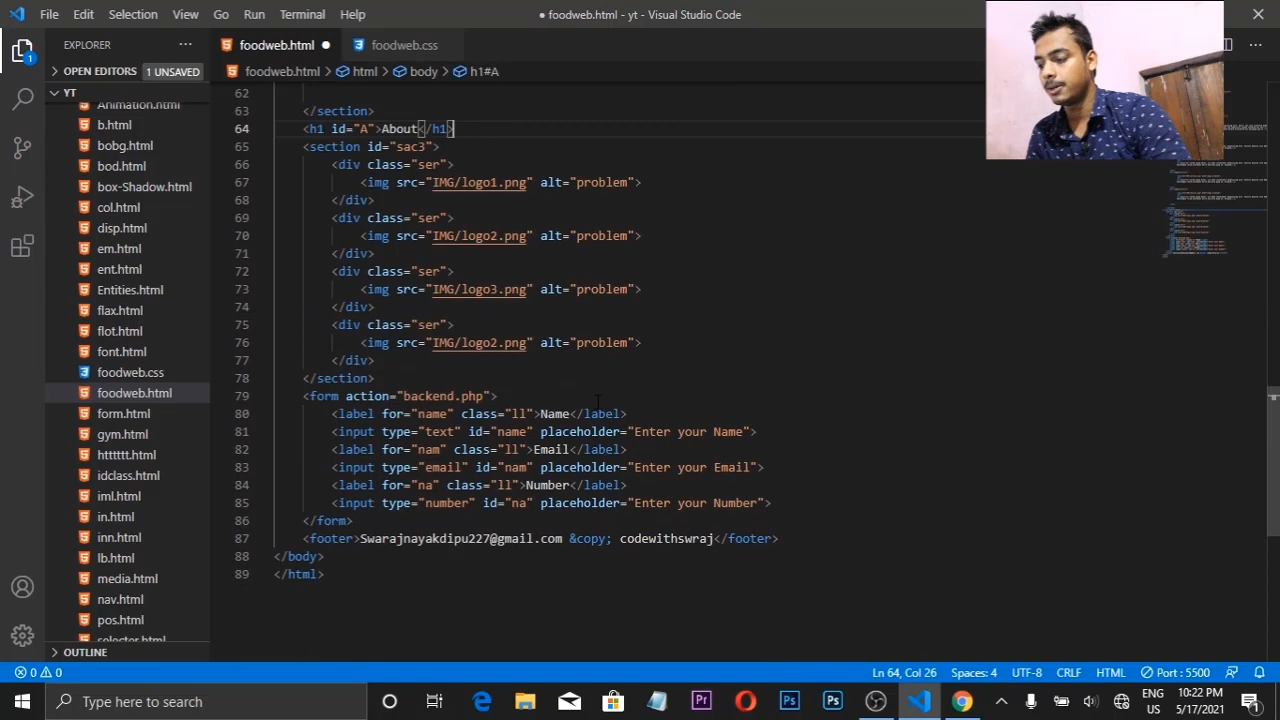 File Edit Selection View Go Run Terminal Help
● foodweb.html - yt - Visual Studio Code
EXPLORER
OPEN EDITORS 1 UNSAVED
YT
Animation.html
b.html
bobg.html
bod.html
box-Shadow.html
col.html
disp.html
em.html
ent.html
Entities.html
flax.html
flot.html
font.html
foodweb.css
foodweb.html
form.html
gym.html
htttttt.html
idclass.html
iml.html
in.html
inn.html
lb.html
media.html
nav.html
pos.html
selecter.html
OUTLINE
foodweb.html ● foodweb.css
foodweb.html > html > body > h1#A
62
63 </section>
64 <h1 id="A">About</h1>
65 <section id="sac3">
66 <div class="ser">
67 <img src="IMG/logo1.png" alt="problem">
68 </div>
69 <div class="ser">
70 <img src="IMG/logo2.png" alt="problem">
71 </div>
72 <div class="ser">
73 <img src="IMG/logo3.png" alt="problem">
74 </div>
75 <div class="ser">
76 <img src="IMG/logo2.png" alt="problem">
77 </div>
78 </section>
79 <form action="backend.php">
80 <label for="name" class="ll">Name</label>
81 <input type="text" id="name" placeholder="Enter your Name">
82 <label for="nam" class="ll">Email</label>
83 <input type="email" id="nam" placeholder="Enter your Email">
84 <label for="na" class="ll">Number</label>
85 <input type="number" id="na" placeholder="Enter your Number">
86 </form>
87 <footer>Swarajnayakdipu227@gmail.com &copy; codewithswraj</footer>
88 </body>
89 </html>
0 0 Ln 64, Col 26 Spaces: 4 UTF-8 CRLF HTML Port : 5500
Type here to search
ENG
US
10:22 PM
5/17/2021